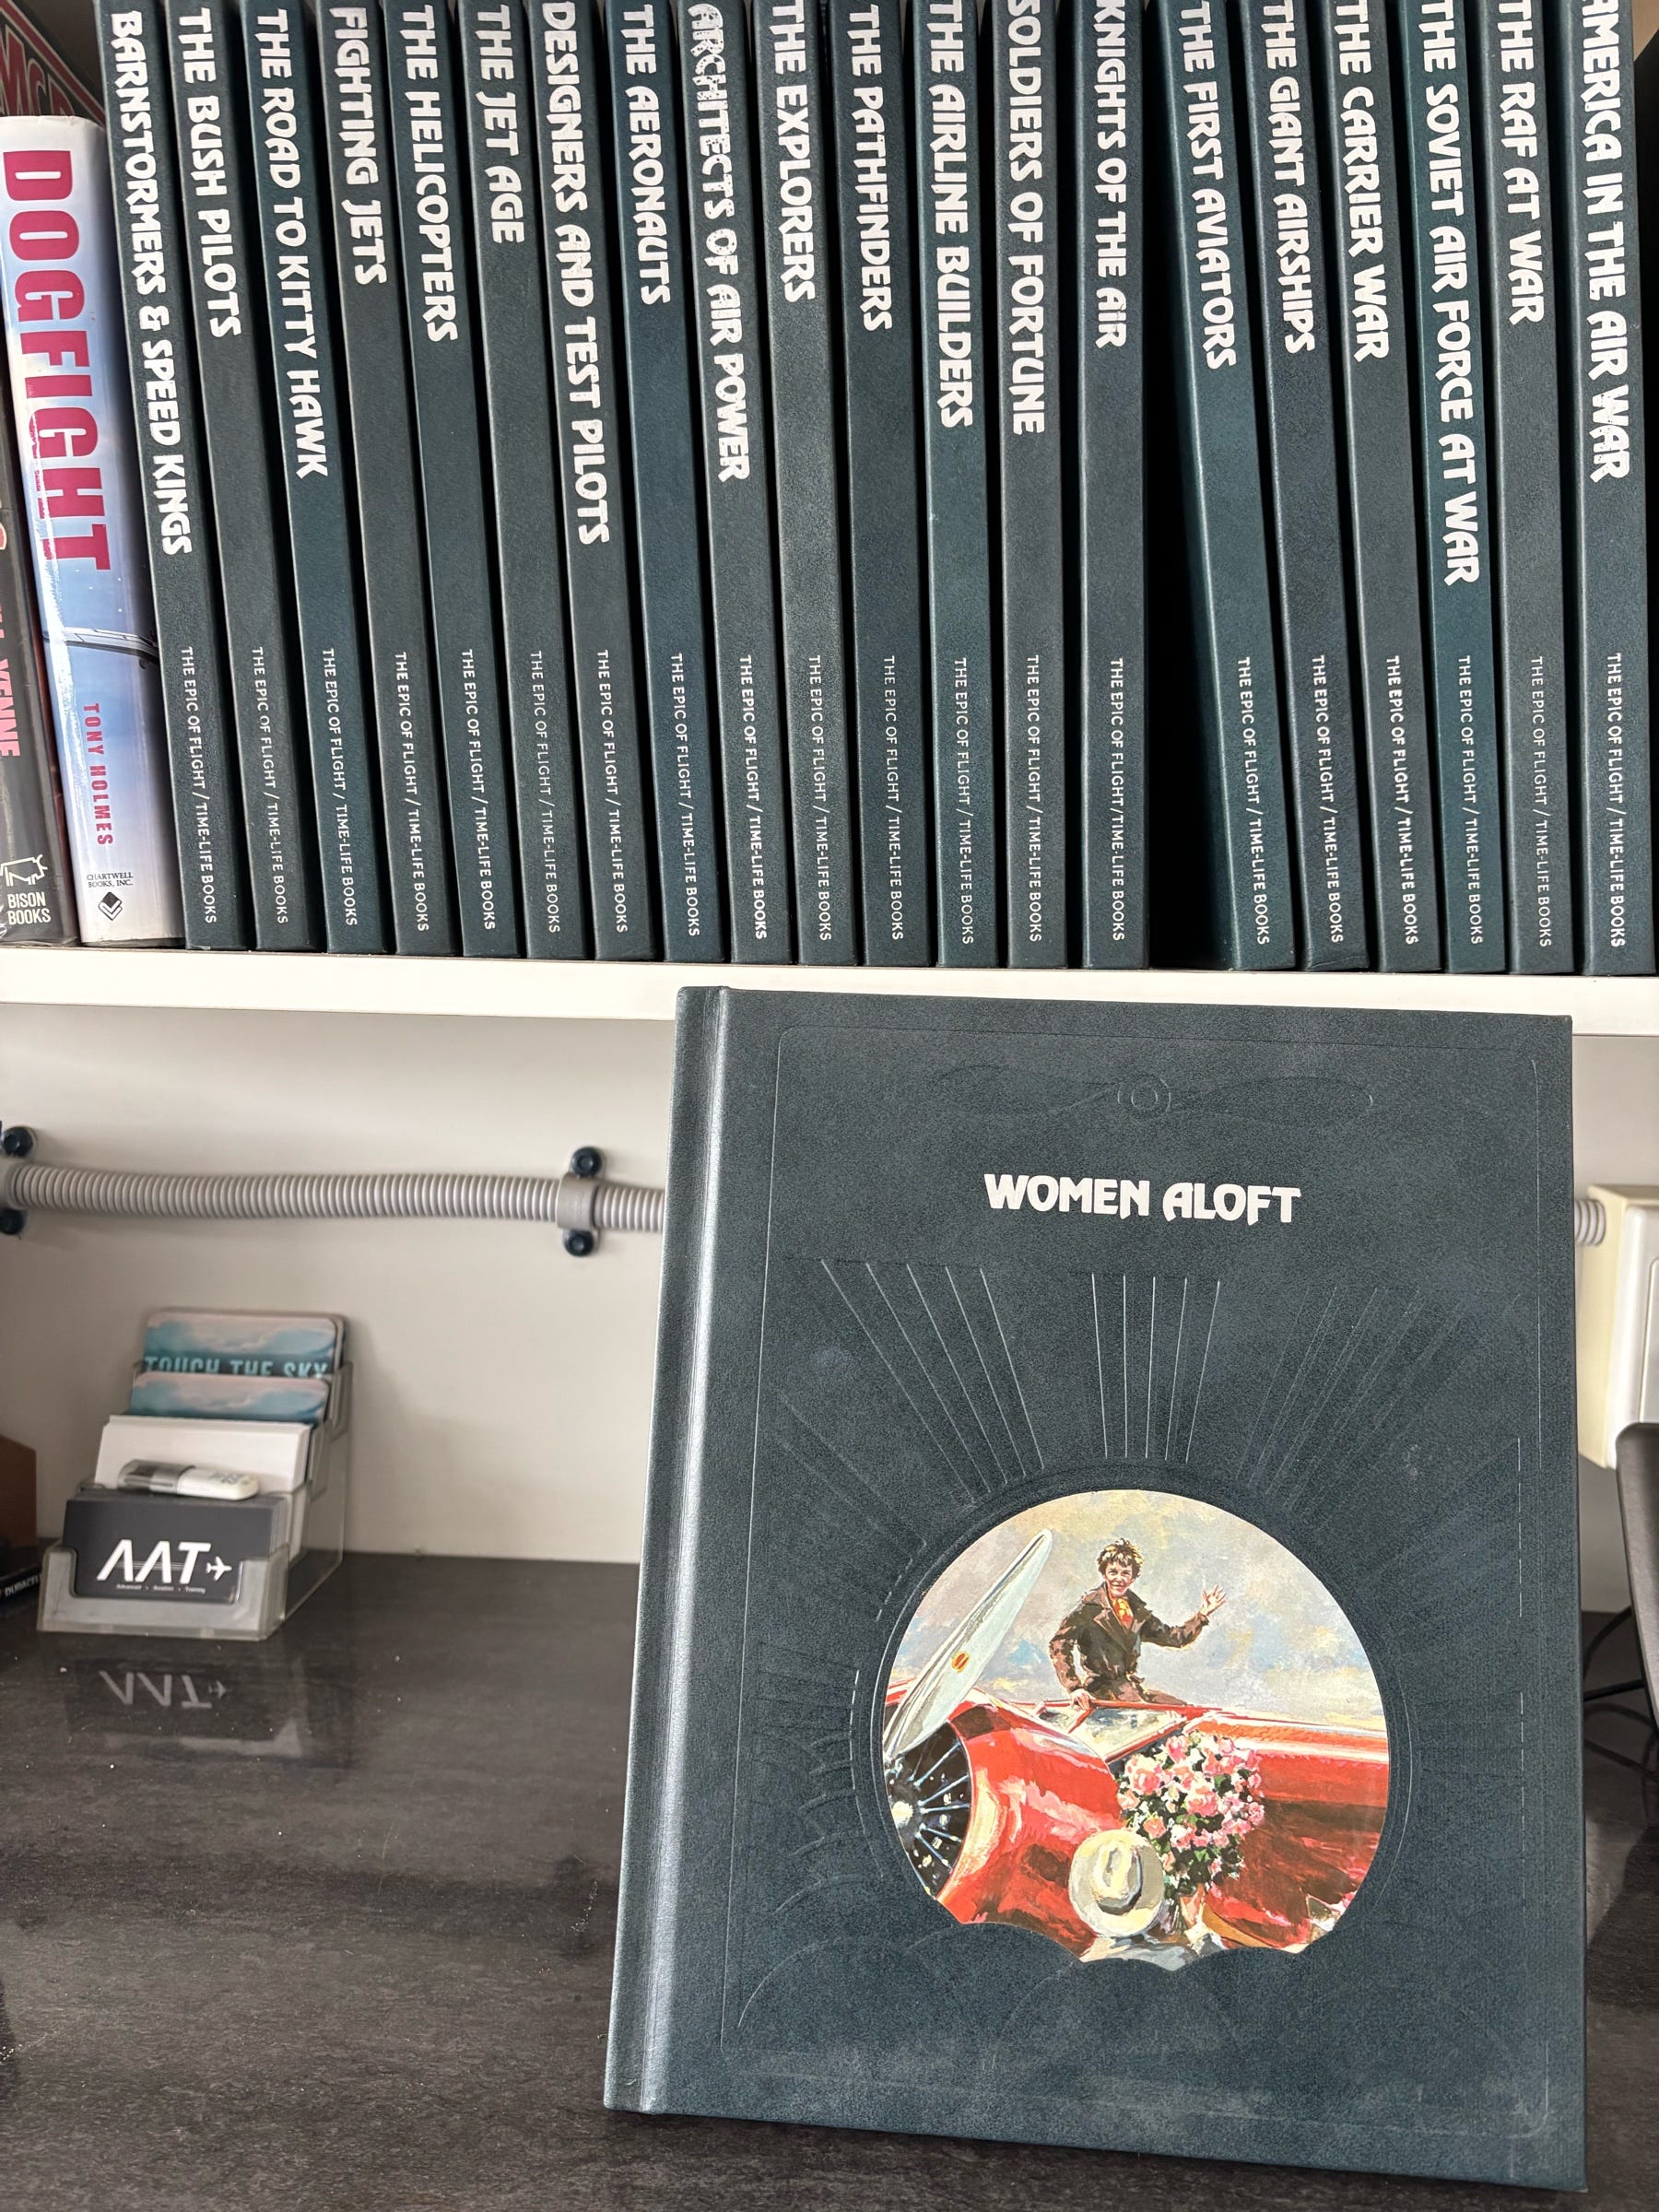 DOGFIGHT
TONY HOLMES
CHARTWELL
BOOKS, INC.
BISON
BOOKS
BARNSTORMERS & SPEED KINGS
THE EPIC OF FLIGHT / TIME-LIFE BOOKS
THE BUSH PILOTS
THE EPIC OF FLIGHT / TIME-LIFE BOOKS
THE ROAD TO KITTY HAWK
THE EPIC OF FLIGHT / TIME-LIFE BOOKS
FIGHTING JETS
THE EPIC OF FLIGHT / TIME-LIFE BOOKS
THE HELICOPTERS
THE EPIC OF FLIGHT / TIME-LIFE BOOKS
THE JET AGE
THE EPIC OF FLIGHT / TIME-LIFE BOOKS
DESIGNERS AND TEST PILOTS
THE EPIC OF FLIGHT / TIME-LIFE BOOKS
THE AERONAUTS
THE EPIC OF FLIGHT / TIME-LIFE BOOKS
ARCHITECTS OF AIR POWER
THE EPIC OF FLIGHT / TIME-LIFE BOOKS
THE EXPLORERS
THE EPIC OF FLIGHT / TIME-LIFE BOOKS
THE PATHFINDERS
THE EPIC OF FLIGHT / TIME-LIFE BOOKS
THE AIRLINE BUILDERS
THE EPIC OF FLIGHT / TIME-LIFE BOOKS
SOLDIERS OF FORTUNE
THE EPIC OF FLIGHT / TIME-LIFE BOOKS
KNIGHTS OF THE AIR
THE EPIC OF FLIGHT / TIME-LIFE BOOKS
THE FIRST AVIATORS
THE EPIC OF FLIGHT / TIME-LIFE BOOKS
THE GIANT AIRSHIPS
THE EPIC OF FLIGHT / TIME-LIFE BOOKS
THE CARRIER WAR
THE EPIC OF FLIGHT / TIME-LIFE BOOKS
THE SOVIET AIR FORCE AT WAR
THE EPIC OF FLIGHT / TIME-LIFE BOOKS
THE RAF AT WAR
THE EPIC OF FLIGHT / TIME-LIFE BOOKS
AMERICA IN THE AIR WAR
THE EPIC OF FLIGHT / TIME-LIFE BOOKS
WOMEN ALOFT
TOUCH THE SKY
AAT
Advanced • Aviation • Training